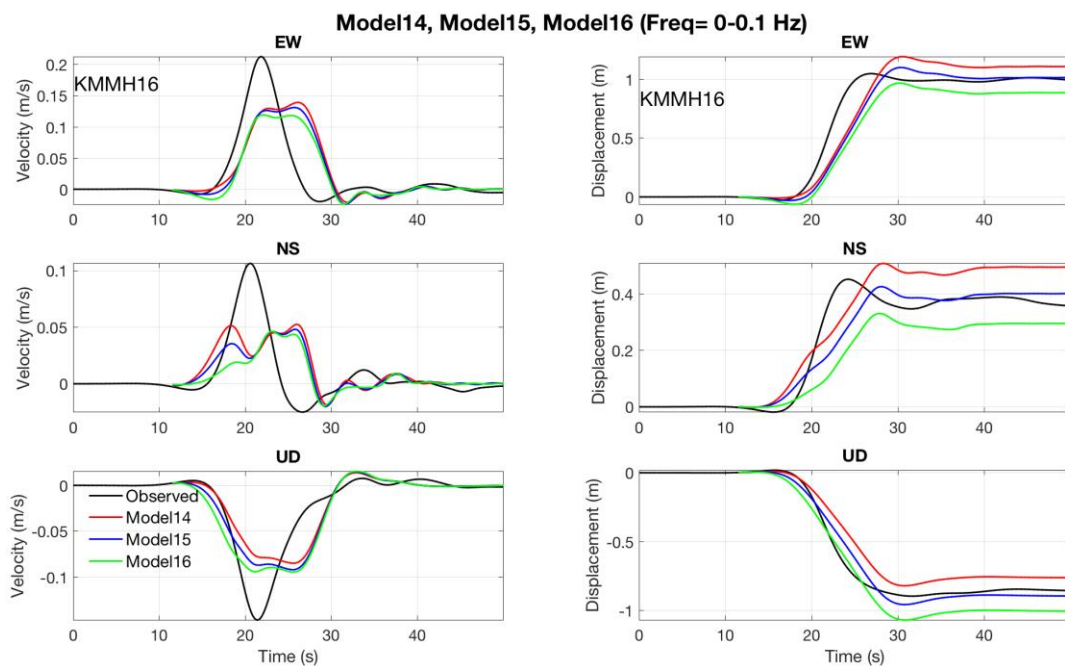 Model14, Model15, Model16 (Freq= 0-0.1 Hz)
EW
KMMH16
Velocity (m/s)
0.2
0.15
0.1
0.05
0
0 10 20 30 40
EW
KMMH16
Displacement (m)
1
0.5
0
0 10 20 30 40
NS
Velocity (m/s)
0.1
0.05
0
0 10 20 30 40
NS
Displacement (m)
0.4
0.2
0
0 10 20 30 40
UD
Velocity (m/s)
0
-0.05
-0.1
Observed
Model14
Model15
Model16
0 10 20 30 40
Time (s)
UD
Displacement (m)
0
-0.5
-1
0 10 20 30 40
Time (s)